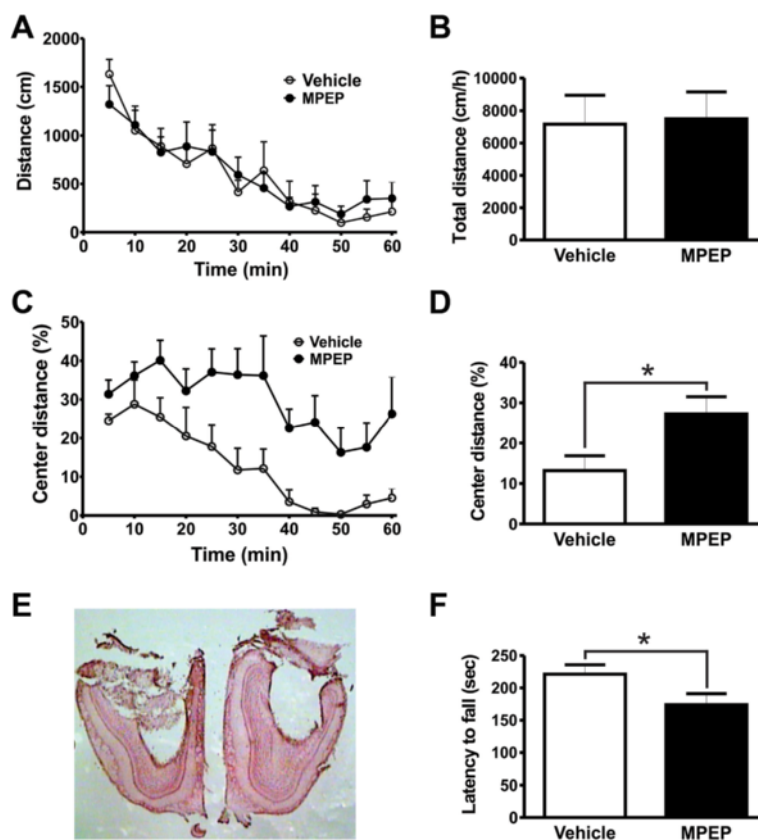 A
Distance (cm)
2000
1500
1000
500
0
Vehicle
MPEP
0 10 20 30 40 50 60
Time (min)
B
Total distance (cm/h)
10000
8000
6000
4000
2000
0
Vehicle MPEP
C
Center distance (%)
50
40
30
20
10
0
Vehicle
MPEP
0 10 20 30 40 50 60
Time (min)
D
Center distance (%)
40
30
20
10
0
*
Vehicle MPEP
E
F
Latency to fall (sec)
250
200
150
100
50
0
*
Vehicle MPEP